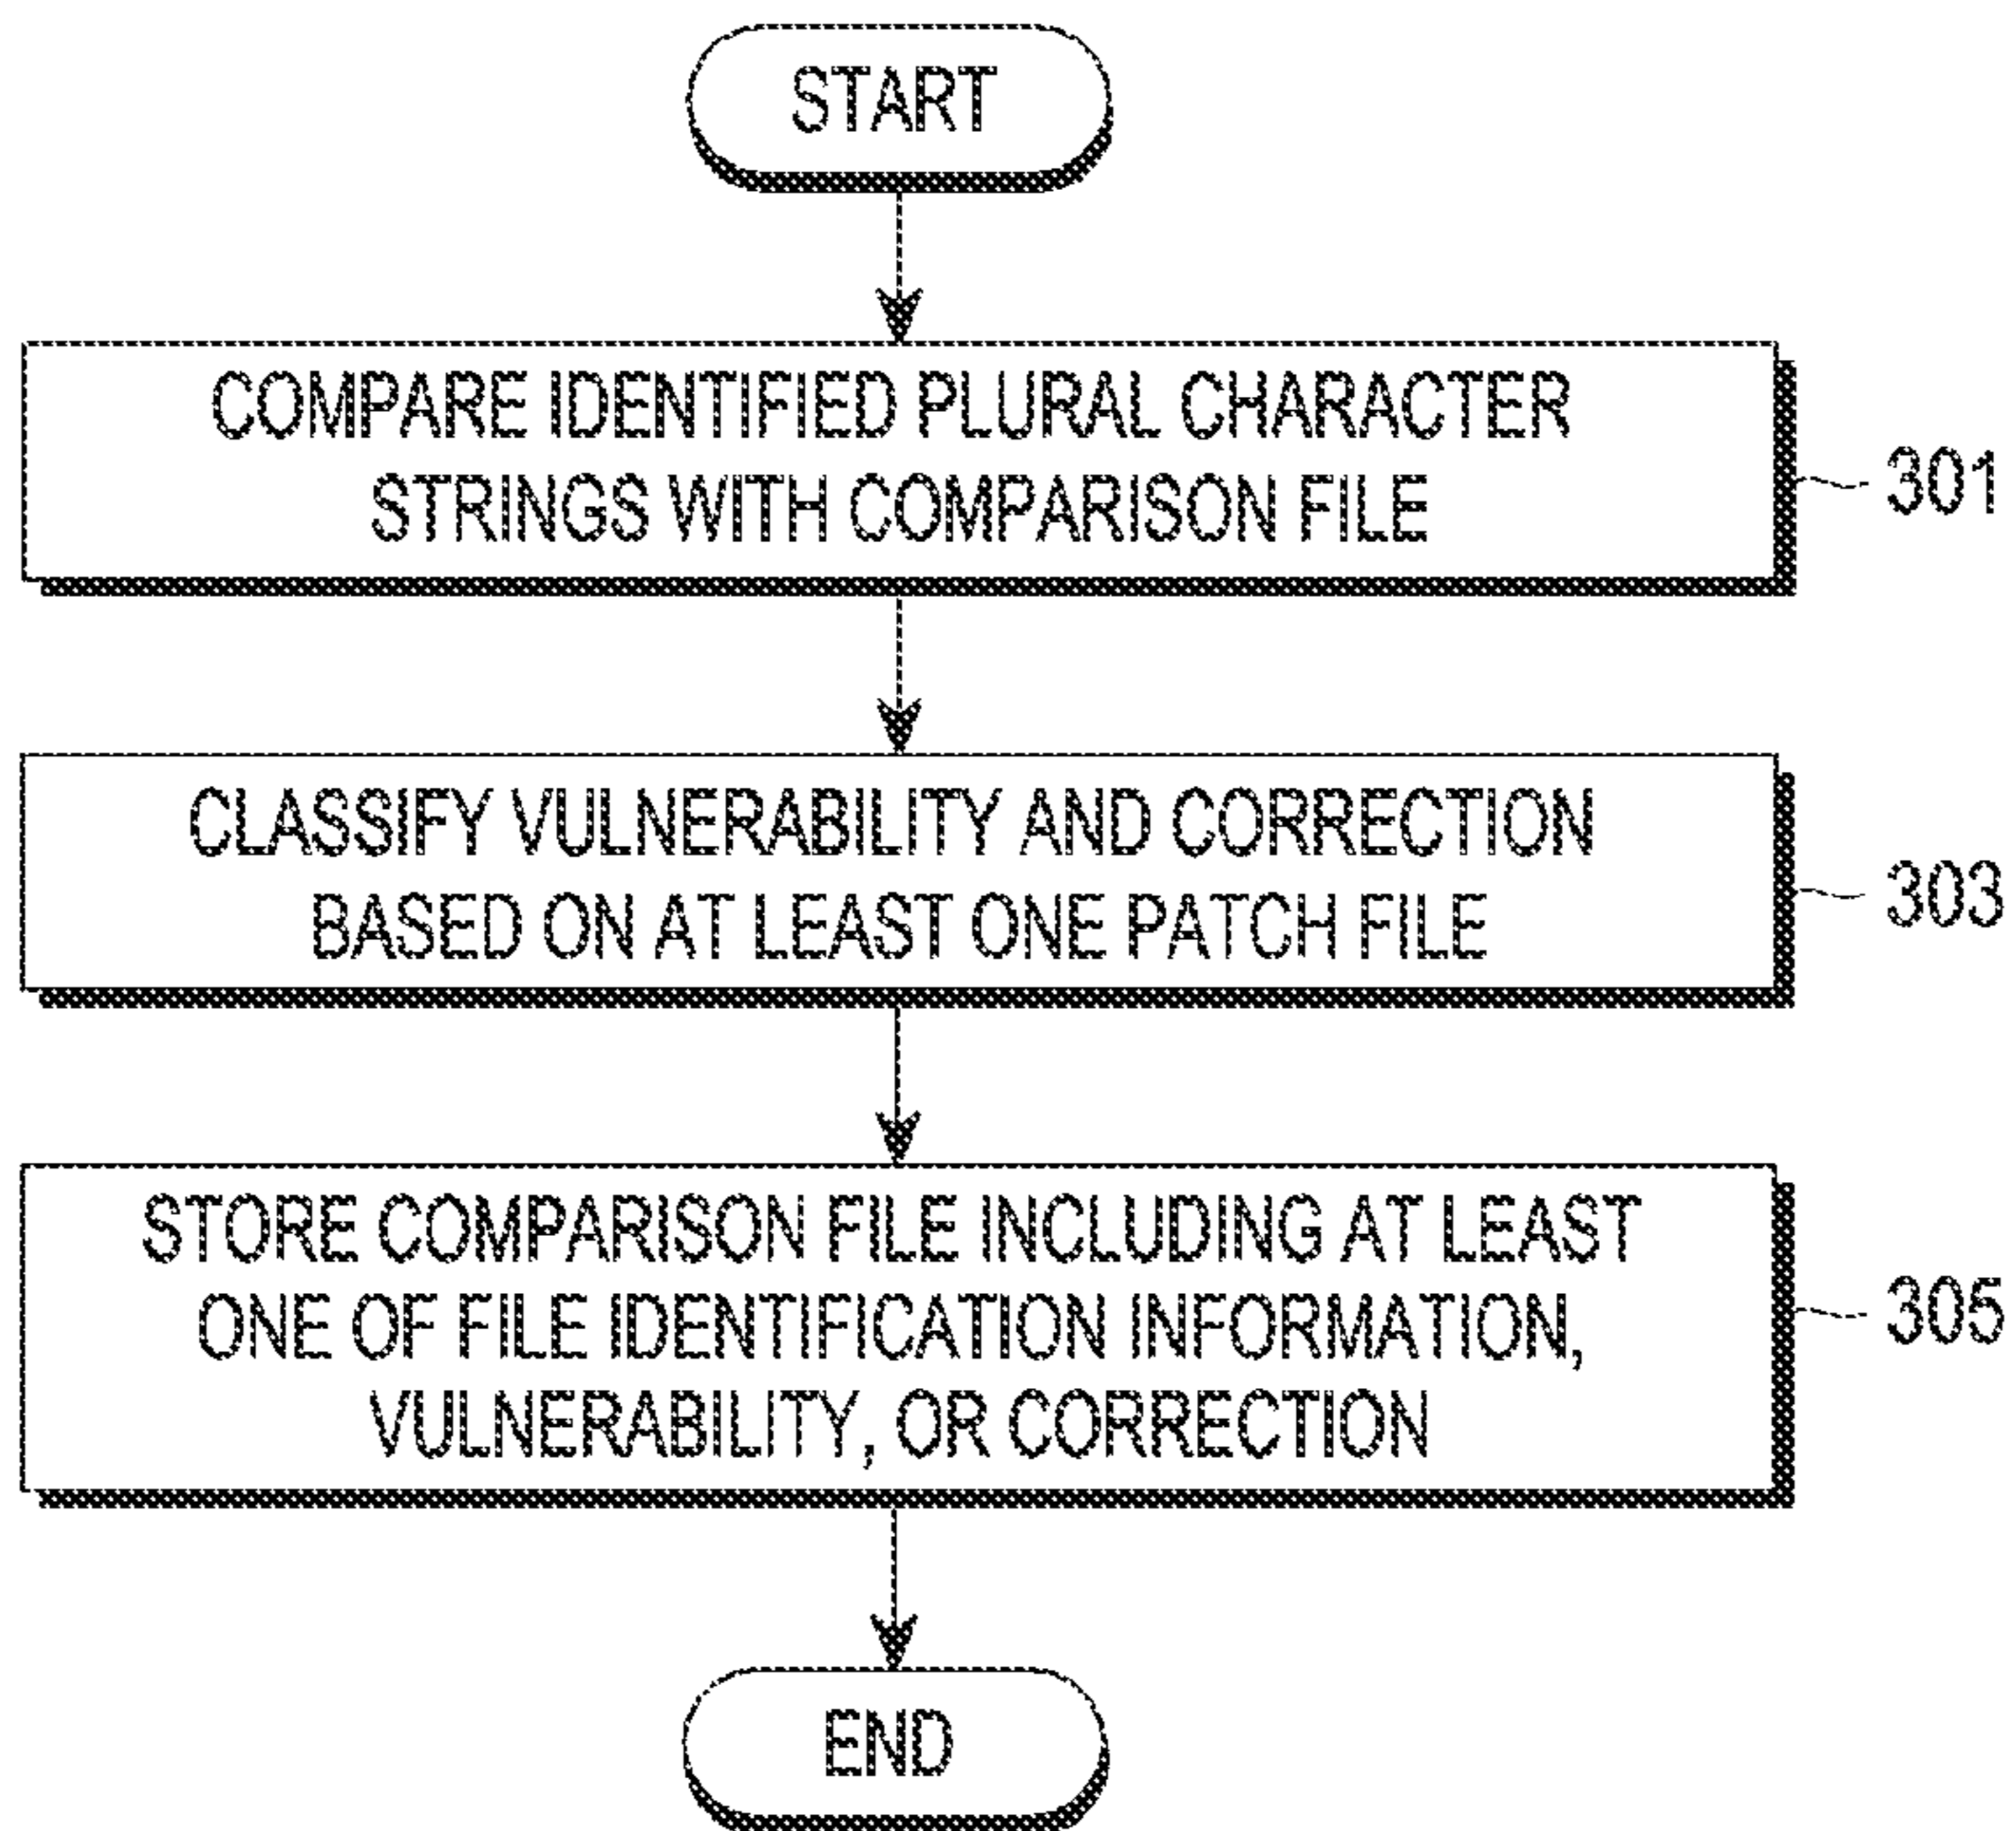 START
COMPARE IDENTIFIED PLURAL CHARACTER
STRINGS WITH COMPARISON FILE
301
CLASSIFY VULNERABILITY AND CORRECTION
BASED ON AT LEAST ONE PATCH FILE
303
STORE COMPARISON FILE INCLUDING AT LEAST
ONE OF FILE IDENTIFICATION INFORMATION,
VULNERABILITY, OR CORRECTION
305
END